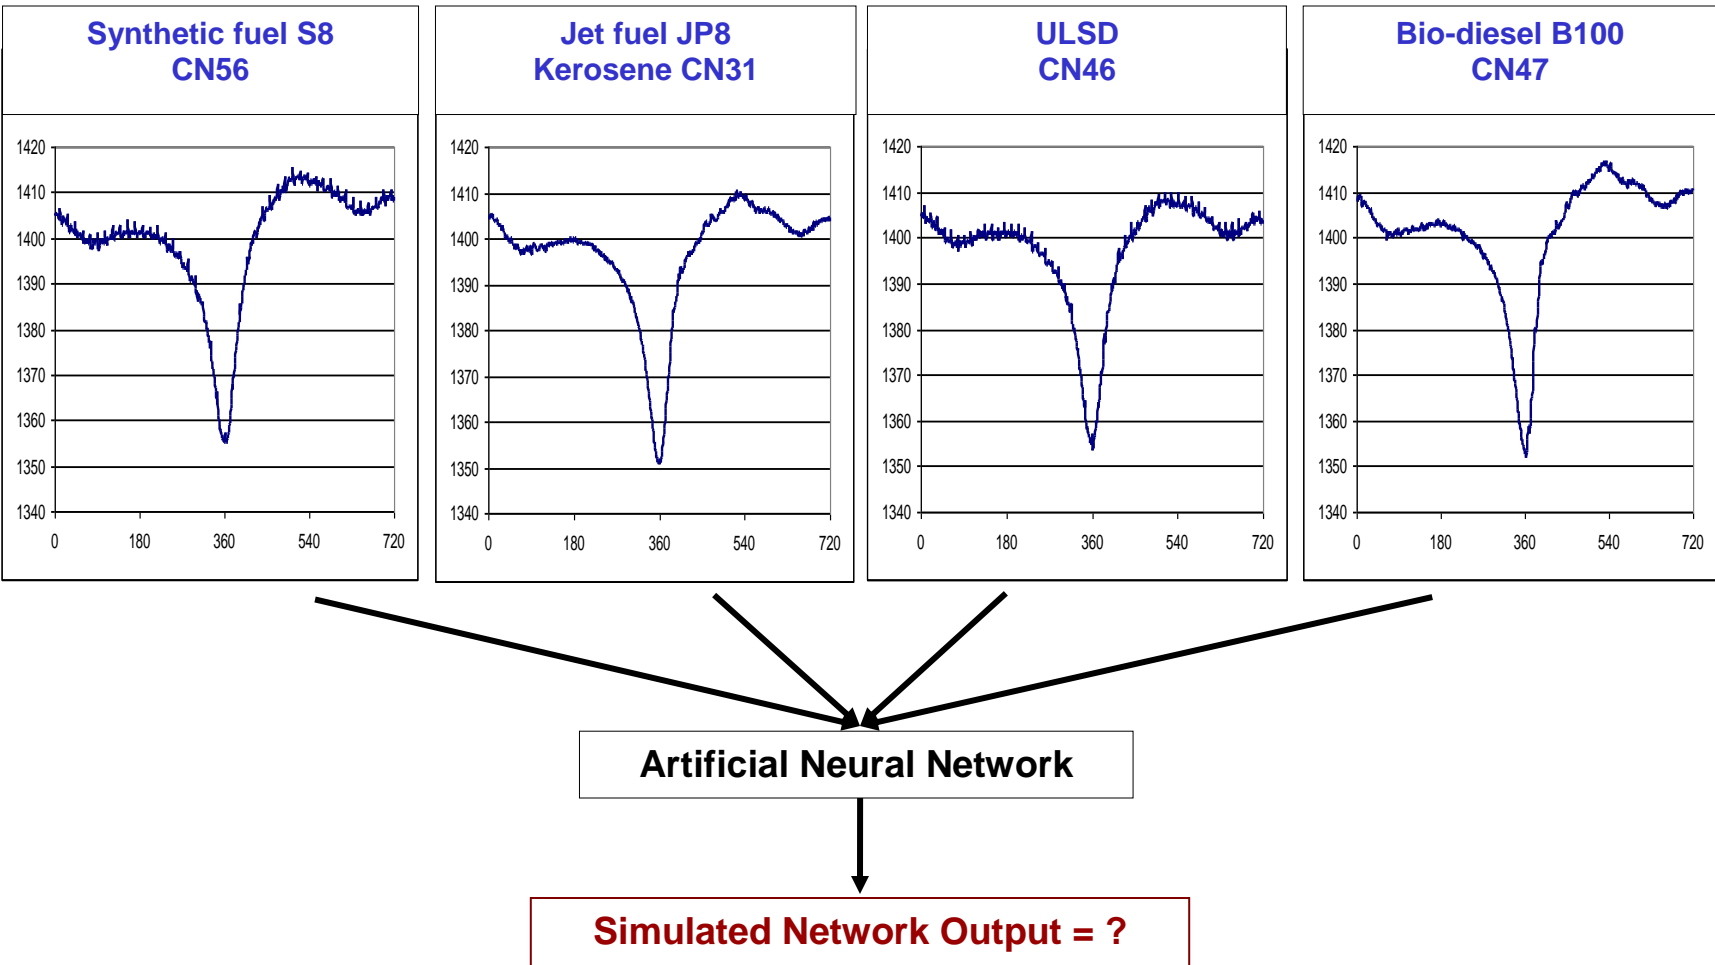 Synthetic fuel S8
CN56
Jet fuel JP8
Kerosene CN31
ULSD
CN46
Bio-diesel B100
CN47
1420
1410
1400
1390
1380
1370
1360
1350
1340
0 180 360 540 720
1420
1410
1400
1390
1380
1370
1360
1350
1340
0 180 360 540 720
1420
1410
1400
1390
1380
1370
1360
1350
1340
0 180 360 540 720
1420
1410
1400
1390
1380
1370
1360
1350
1340
0 180 360 540 720
Artificial Neural Network
Simulated Network Output = ?